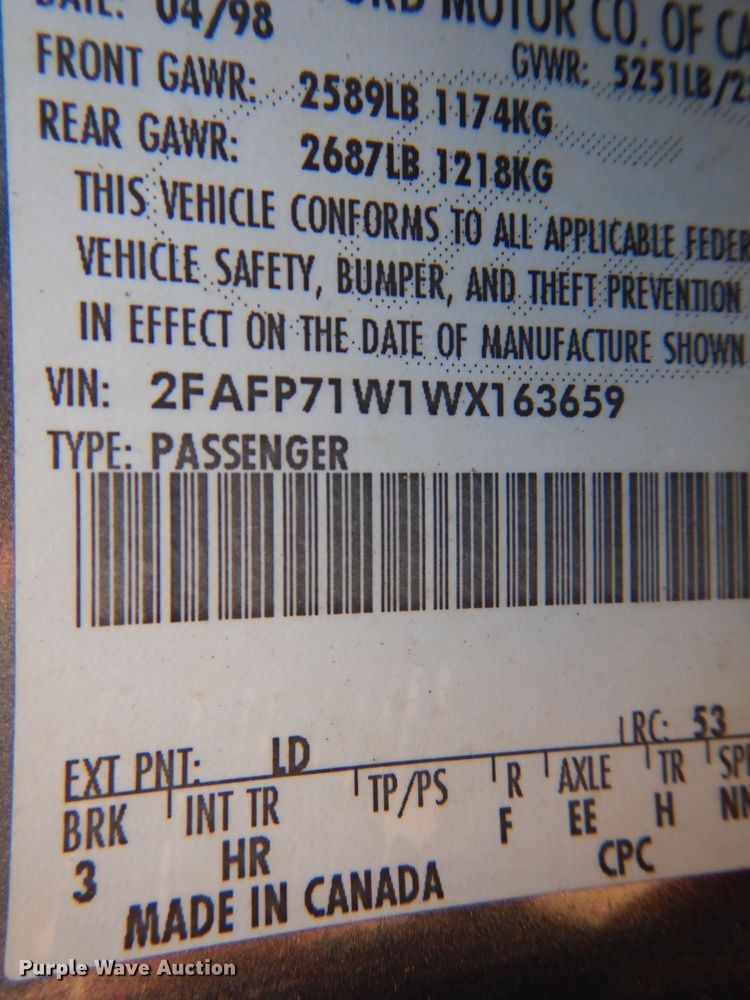 04/98
MOTOR CO. OF
GVWR: 5251LB/2
FRONT GAWR: 2589LB 1174KG
REAR GAWR: 2687LB 1218KG
THIS VEHICLE CONFORMS TO ALL APPLICABLE FEDER
VEHICLE SAFETY, BUMPER, AND THEFT PREVENTION
IN EFFECT ON THE DATE OF MANUFACTURE SHOWN
VIN: 2FAFP71W1WX163659
TYPE: PASSENGER
EXT PNT: LD RC: 53
BRK INT TR TP/PS R AXLE TR SP
3 HR F EE H NN
MADE IN CANADA CPC
Purple Wave Auction